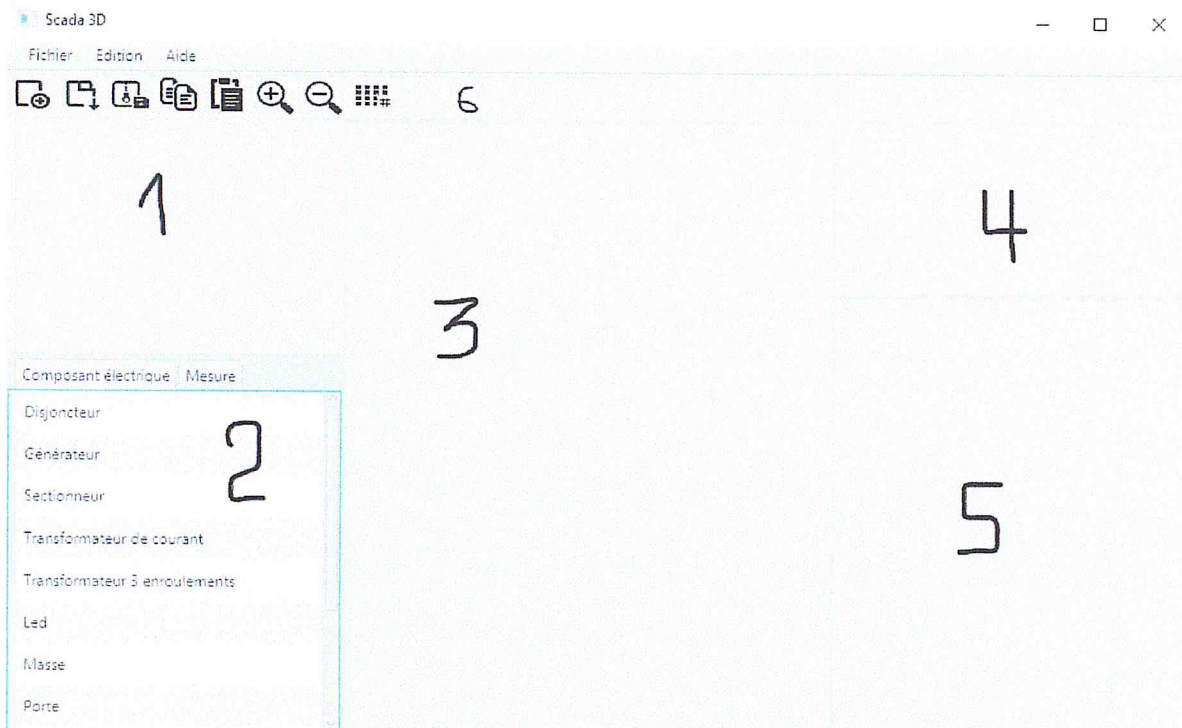 Scada 3D
Fichier Edition Aide
6
1
4
3
Composant électrique Mesure
Disjoncteur
Générateur
2
Sectionneur
5
Transformateur de courant
Transformateur 3 enroulements
Led
Masse
Porte